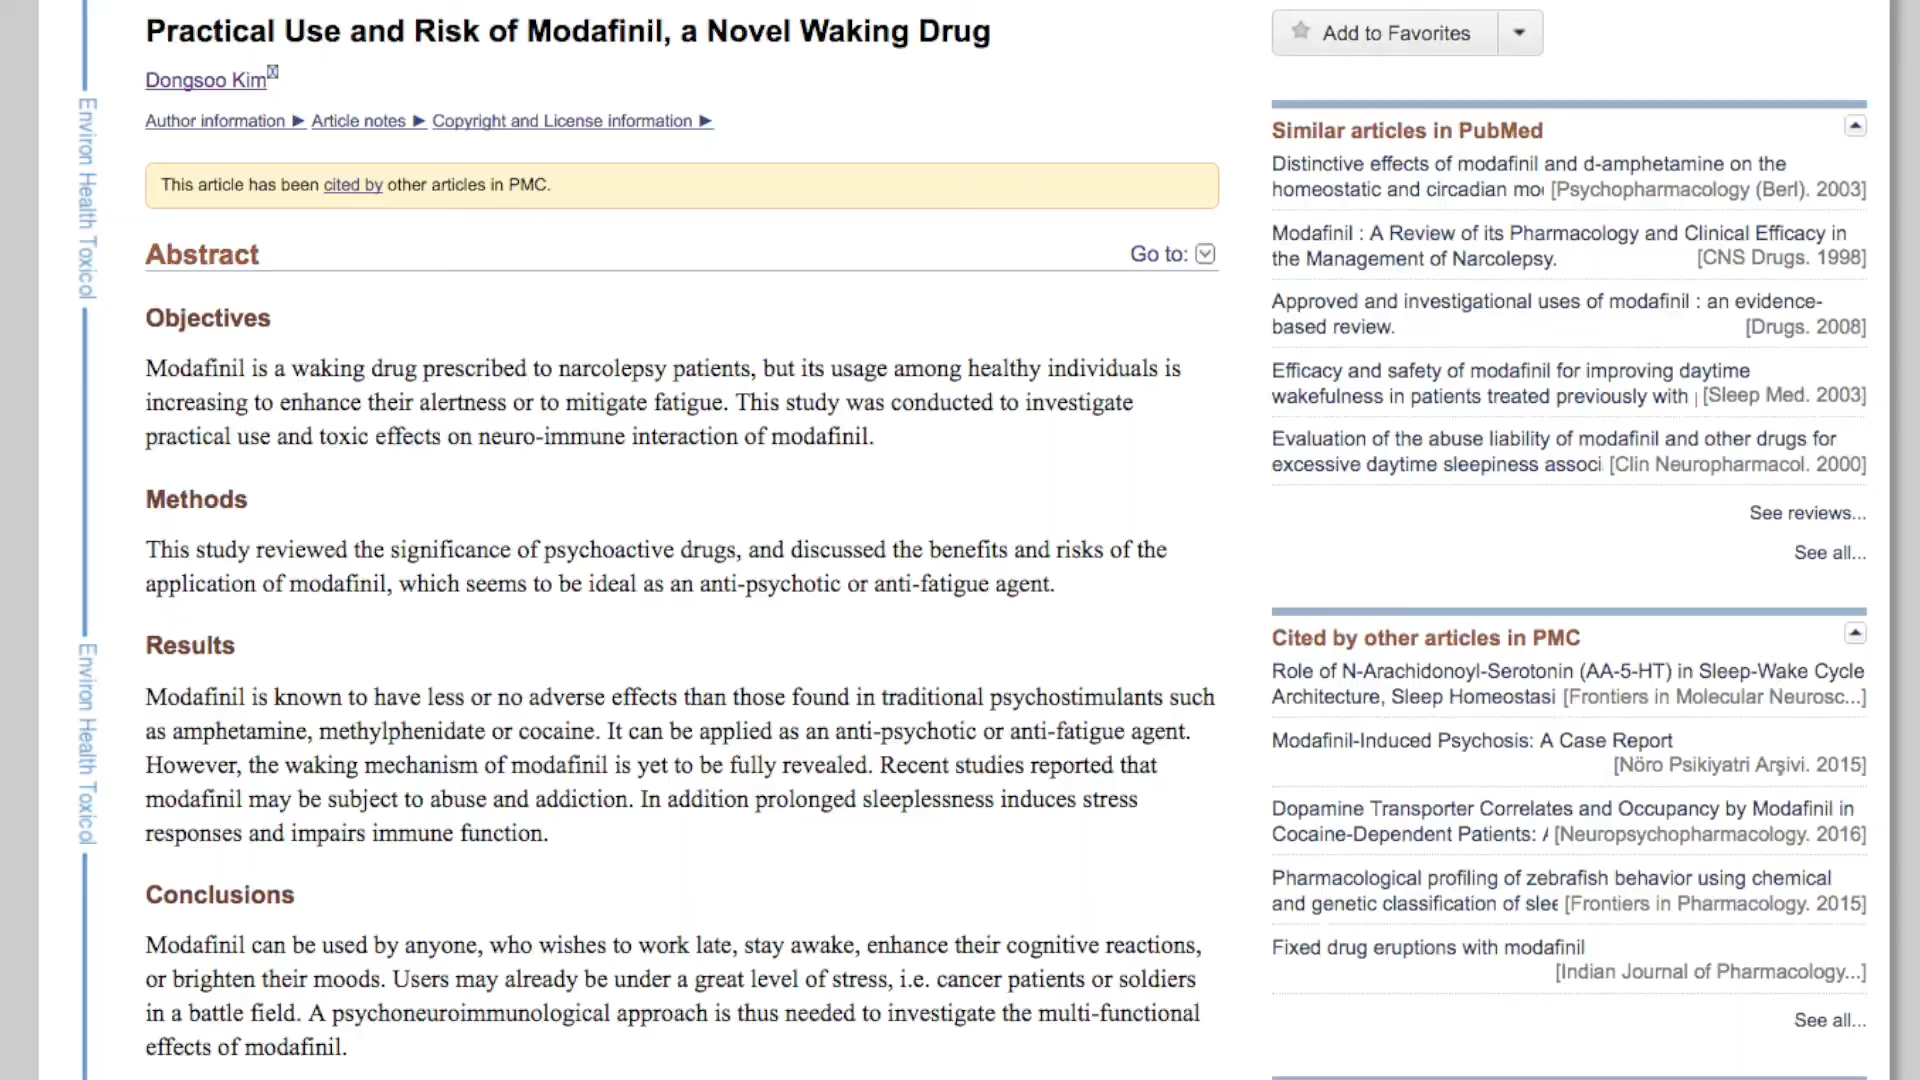 Practical Use and Risk of Modafinil, a Novel Waking Drug
Dongsoo Kim
Author information ► Article notes ► Copyright and License information ►
This article has been cited by other articles in PMC.
Abstract
Go to:
Objectives
Modafinil is a waking drug prescribed to narcolepsy patients, but its usage among healthy individuals is
increasing to enhance their alertness or to mitigate fatigue. This study was conducted to investigate
practical use and toxic effects on neuro-immune interaction of modafinil.
Methods
This study reviewed the significance of psychoactive drugs, and discussed the benefits and risks of the
application of modafinil, which seems to be ideal as an anti-psychotic or anti-fatigue agent.
Results
Modafinil is known to have less or no adverse effects than those found in traditional psychostimulants such
as amphetamine, methylphenidate or cocaine. It can be applied as an anti-psychotic or anti-fatigue agent.
However, the waking mechanism of modafinil is yet to be fully revealed. Recent studies reported that
modafinil may be subject to abuse and addiction. In addition prolonged sleeplessness induces stress
responses and impairs immune function.
Conclusions
Modafinil can be used by anyone, who wishes to work late, stay awake, enhance their cognitive reactions,
or brighten their moods. Users may already be under a great level of stress, i.e. cancer patients or soldiers
in a battle field. A psychoneuroimmunological approach is thus needed to investigate the multi-functional
effects of modafinil.
Environ Health Toxicol
Environ Health Toxicol
Add to Favorites
Similar articles in PubMed
Distinctive effects of modafinil and d-amphetamine on the
homeostatic and circadian mo [Psychopharmacology (Berl). 2003]
Modafinil : A Review of its Pharmacology and Clinical Efficacy in
the Management of Narcolepsy. [CNS Drugs. 1998]
Approved and investigational uses of modafinil : an evidence-
based review. [Drugs. 2008]
Efficacy and safety of modafinil for improving daytime
wakefulness in patients treated previously with [Sleep Med. 2003]
Evaluation of the abuse liability of modafinil and other drugs for
excessive daytime sleepiness associ [Clin Neuropharmacol. 2000]
See reviews...
See all...
Cited by other articles in PMC
Role of N-Arachidonoyl-Serotonin (AA-5-HT) in Sleep-Wake Cycle
Architecture, Sleep Homeostasi [Frontiers in Molecular Neurosc...]
Modafinil-Induced Psychosis: A Case Report
[Nöro Psikiyatri Arşivi. 2015]
Dopamine Transporter Correlates and Occupancy by Modafinil in
Cocaine-Dependent Patients: [Neuropsychopharmacology. 2016]
Pharmacological profiling of zebrafish behavior using chemical
and genetic classification of slee [Frontiers in Pharmacology. 2015]
Fixed drug eruptions with modafinil
[Indian Journal of Pharmacology...]
See all...